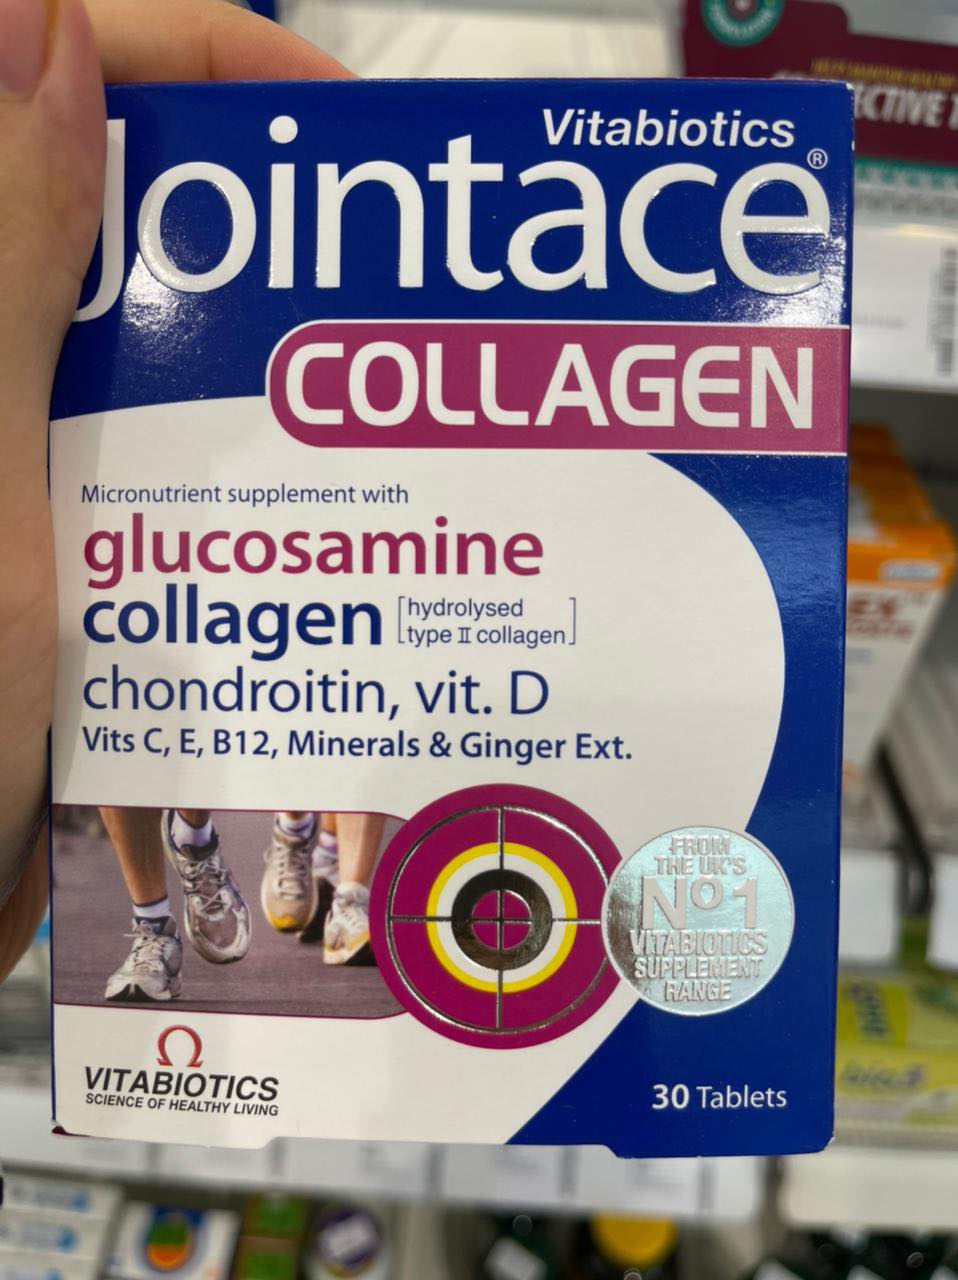 Vitabiotics
Jointace®
COLLAGEN
Micronutrient supplement with
glucosamine
collagen [hydrolysed
type II collagen]
chondroitin, vit. D
Vits C, E, B12, Minerals & Ginger Ext.
FROM
THE UK'S
Nº1
VITABIOTICS
SUPPLEMENT
RANGE
VITABIOTICS
SCIENCE OF HEALTHY LIVING
30 Tablets